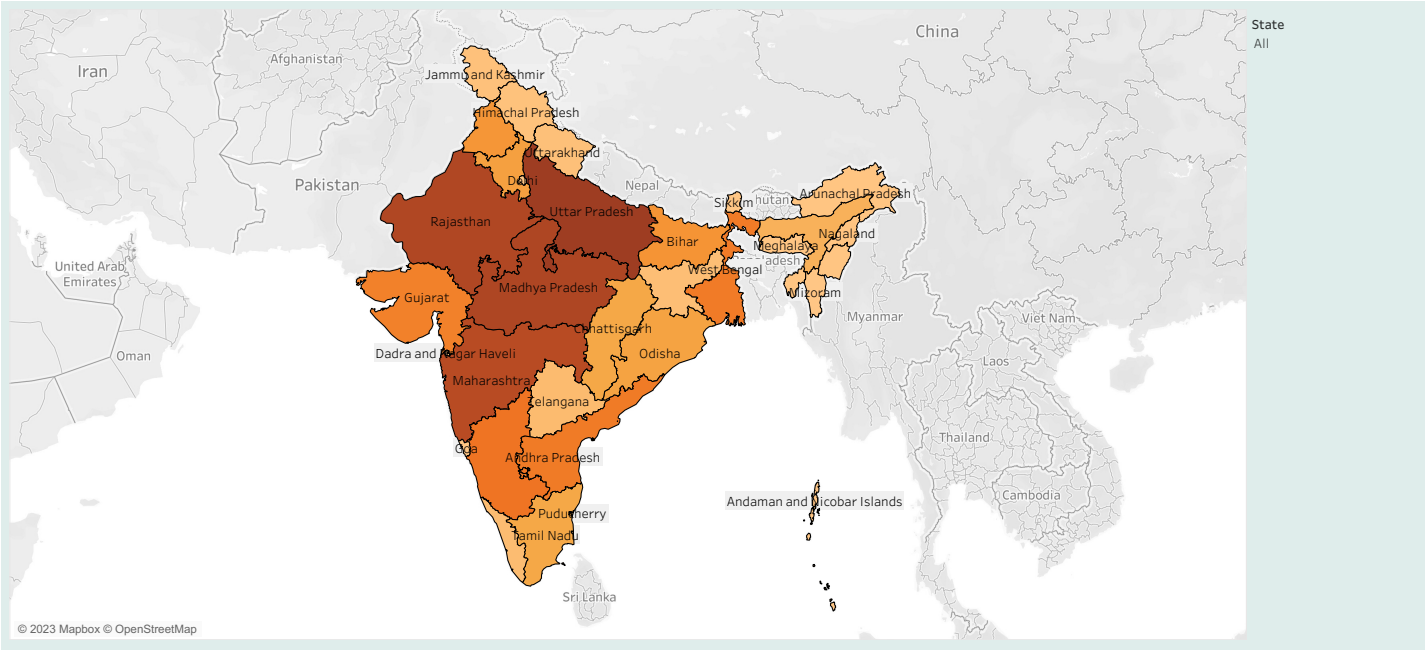 State
All
China
Afghanistan
Iran
Jammu and Kashmir
Himachal Pradesh
Uttarakhand
Delhi
Pakistan
Nepal
Arunachal Pradesh
Sikkim
hutan
Uttar Pradesh
Rajasthan
Nagaland
Bihar
Meghalaya
adesh
West Bengal
United Arab
Emirates
Madhya Pradesh
Mizoram
Gujarat
Myanmar
Viet Nam
Chhattisgarh
Oman
Dadra and Nagar Haveli
Odisha
Laos
Maharashtra
Telangana
Thailand
Goa
Andhra Pradesh
Cambodia
Andaman and Nicobar Islands
Puducherry
Tamil Nadu
Sri Lanka
© 2023 Mapbox © OpenStreetMap